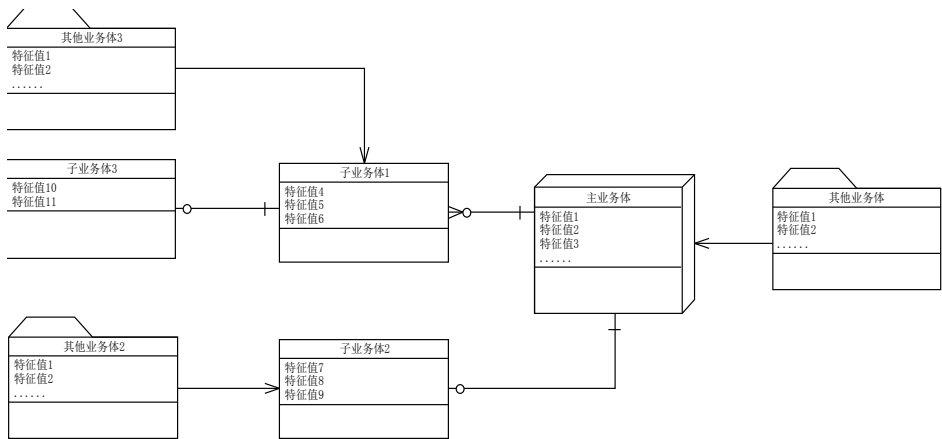 其他业务体3
特征值1
特征值2
......
子业务体3
特征值10
特征值11
子业务体1
特征值4
特征值5
特征值6
主业务体
特征值1
特征值2
特征值3
......
其他业务体
特征值1
特征值2
......
其他业务体2
特征值1
特征值2
......
子业务体2
特征值7
特征值8
特征值9